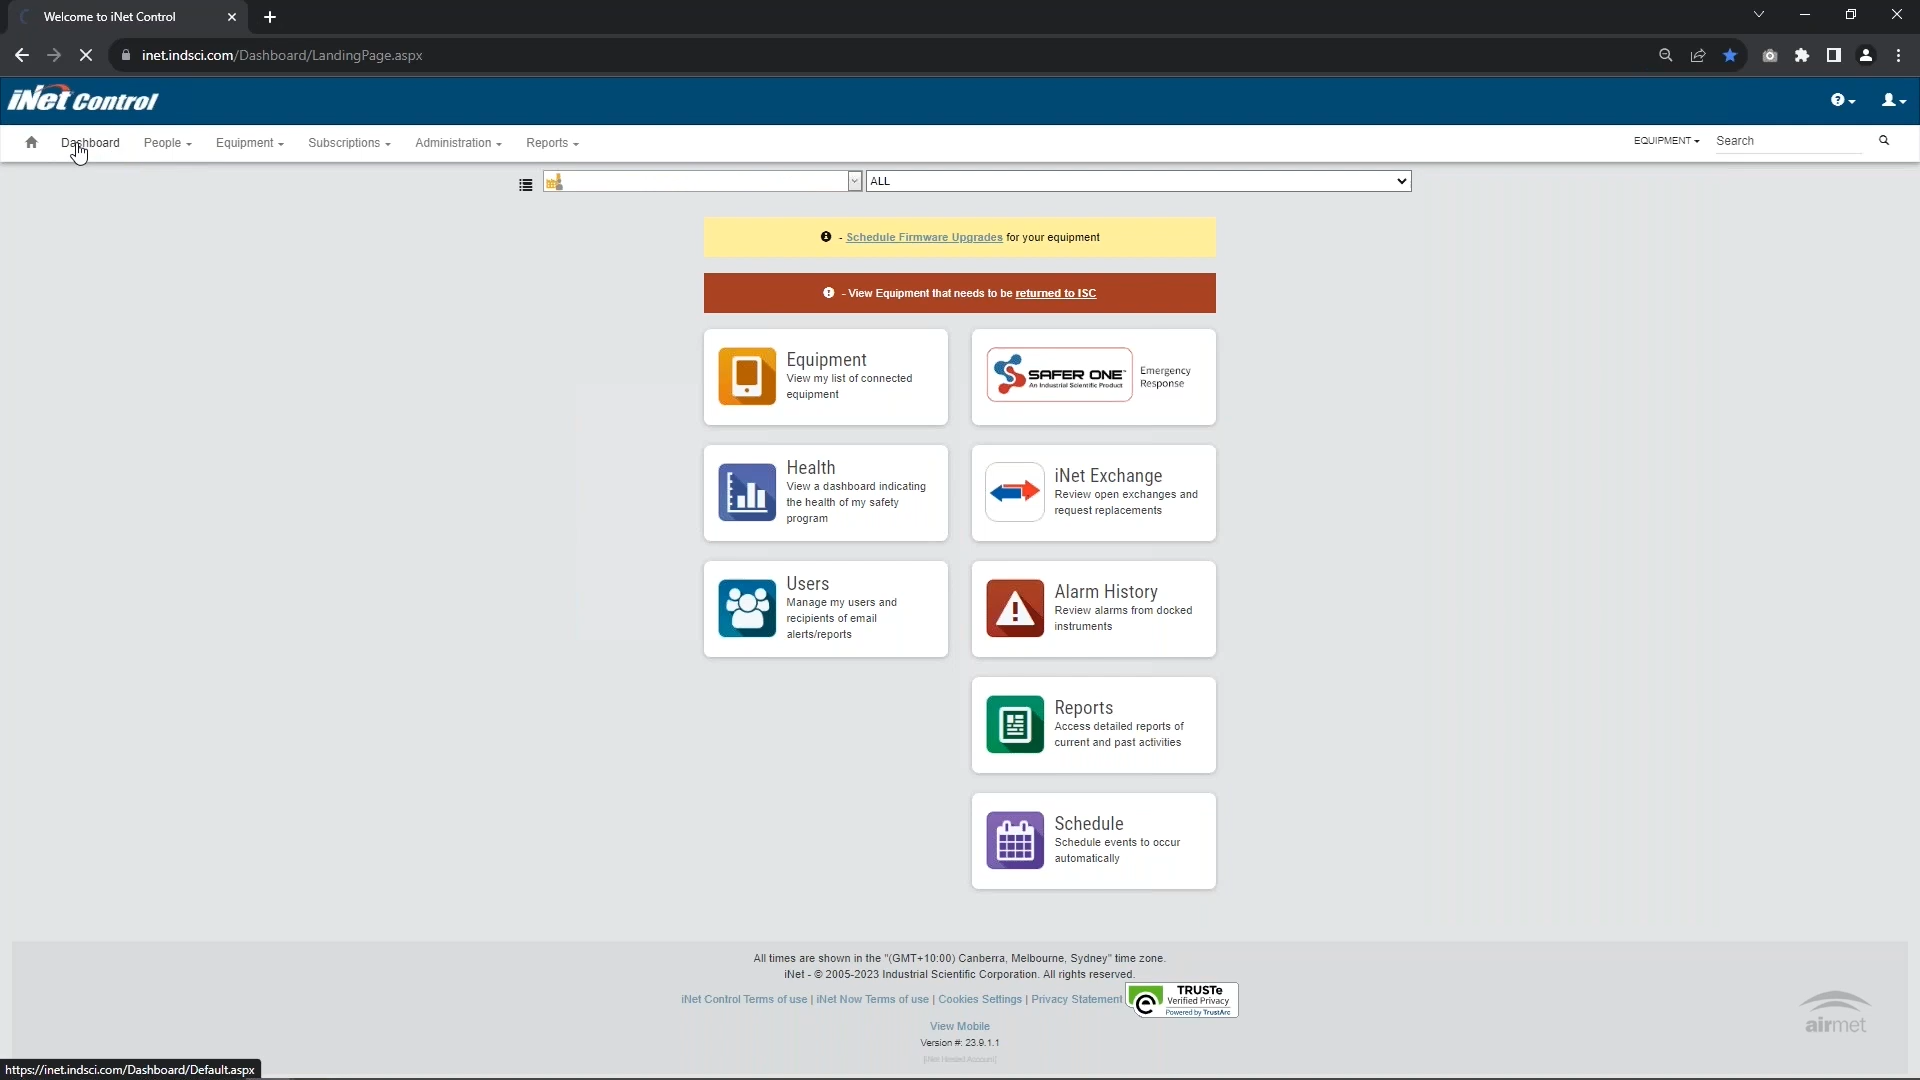 Welcome to iNet Control
inet.indsci.com/Dashboard/LandingPage.aspx
iNet Control
Dashboard People Equipment Subscriptions Administration Reports
EQUIPMENT Search
ALL
- Schedule Firmware Upgrades for your equipment
- View Equipment that needs to be returned to ISC
Equipment
View my list of connected
equipment
SAFER ONE™
An Industrial Scientific Product
Emergency
Response
Health
View a dashboard indicating
the health of my safety
program
iNet Exchange
Review open exchanges and
request replacements
Users
Manage my users and
recipients of email
alerts/reports
Alarm History
Review alarms from docked
instruments
Reports
Access detailed reports of
current and past activities
Schedule
Schedule events to occur
automatically
All times are shown in the "(GMT+10:00) Canberra, Melbourne, Sydney" time zone.
iNet - © 2005-2023 Industrial Scientific Corporation. All rights reserved.
iNet Control Terms of use | iNet Now Terms of use | Cookies Settings | Privacy Statement
TRUSTe
Verified Privacy
Powered by TrustArc
View Mobile
Version #: 23.9.1.1
[iNet Hosted Account]
airmet
https://inet.indsci.com/Dashboard/Default.aspx